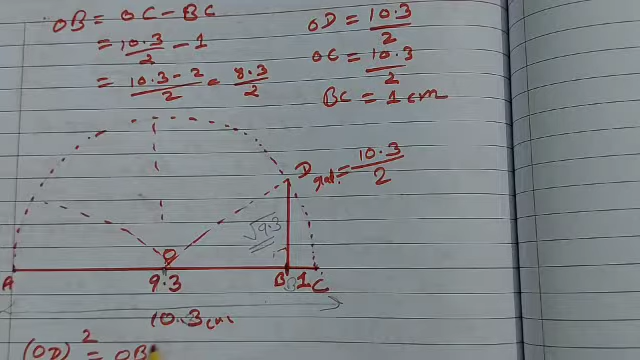 OB = OC - BC
= 10.3/2 - 1
= 10.3 - 2/2 = 8.3/2
OD = 10.3/2
OC = 10.3/2
BC = 1 cm
D = 10.3/2
√9.3
O
A 9.3 B 1 C
10.3 cm
(OD)² = OB